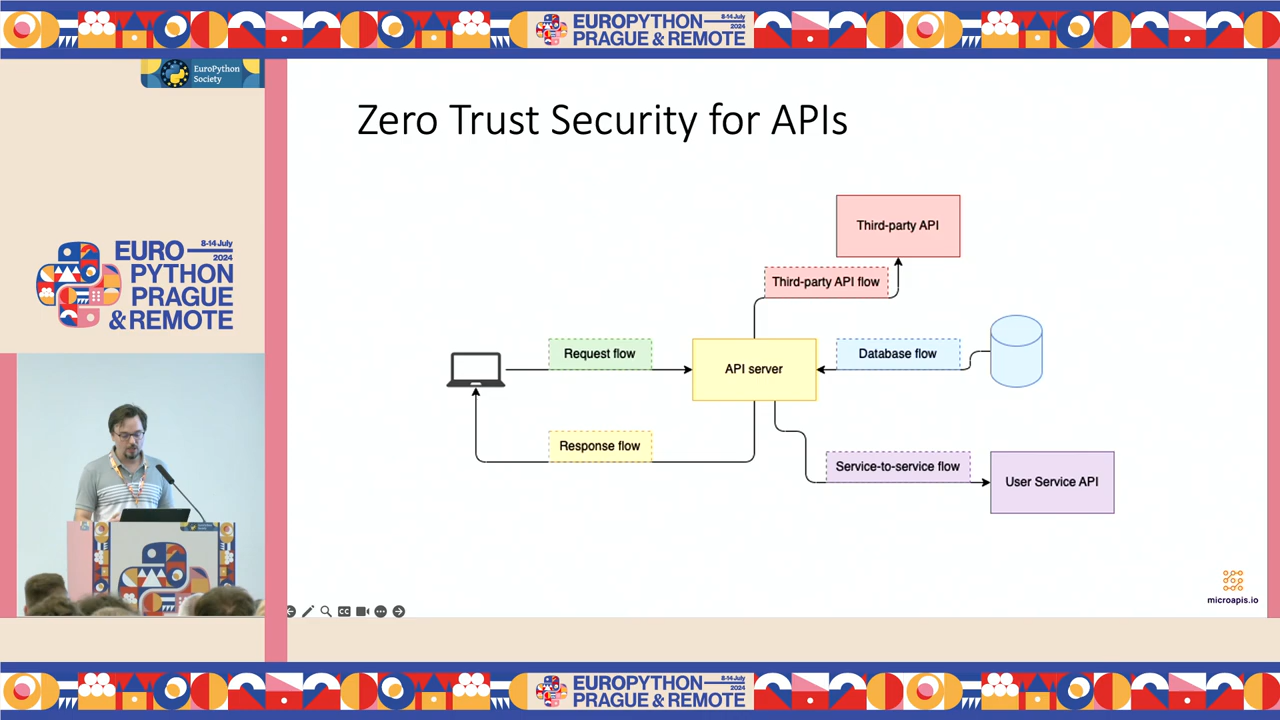 EUROPYTHON
8-14 July
2024
PRAGUE & REMOTE
EuroPython
Society
Zero Trust Security for APIs
Third-party API
Third-party API flow
Request flow
API server
Database flow
Response flow
Service-to-service flow
User Service API
EURO
8-14 July
2024
PYTHON
PRAGUE
& REMOTE
microapis.io
CC
EUROPYTHON
8-14 July
2024
PRAGUE & REMOTE